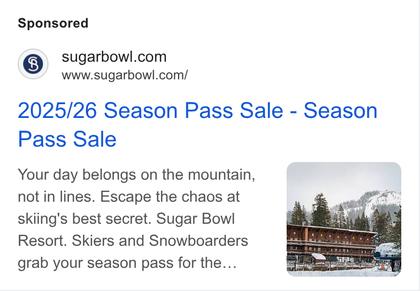 Sponsored
sugarbowl.com
www.sugarbowl.com/
2025/26 Season Pass Sale - Season
Pass Sale
Your day belongs on the mountain,
not in lines. Escape the chaos at
skiing's best secret. Sugar Bowl
Resort. Skiers and Snowboarders
grab your season pass for the…